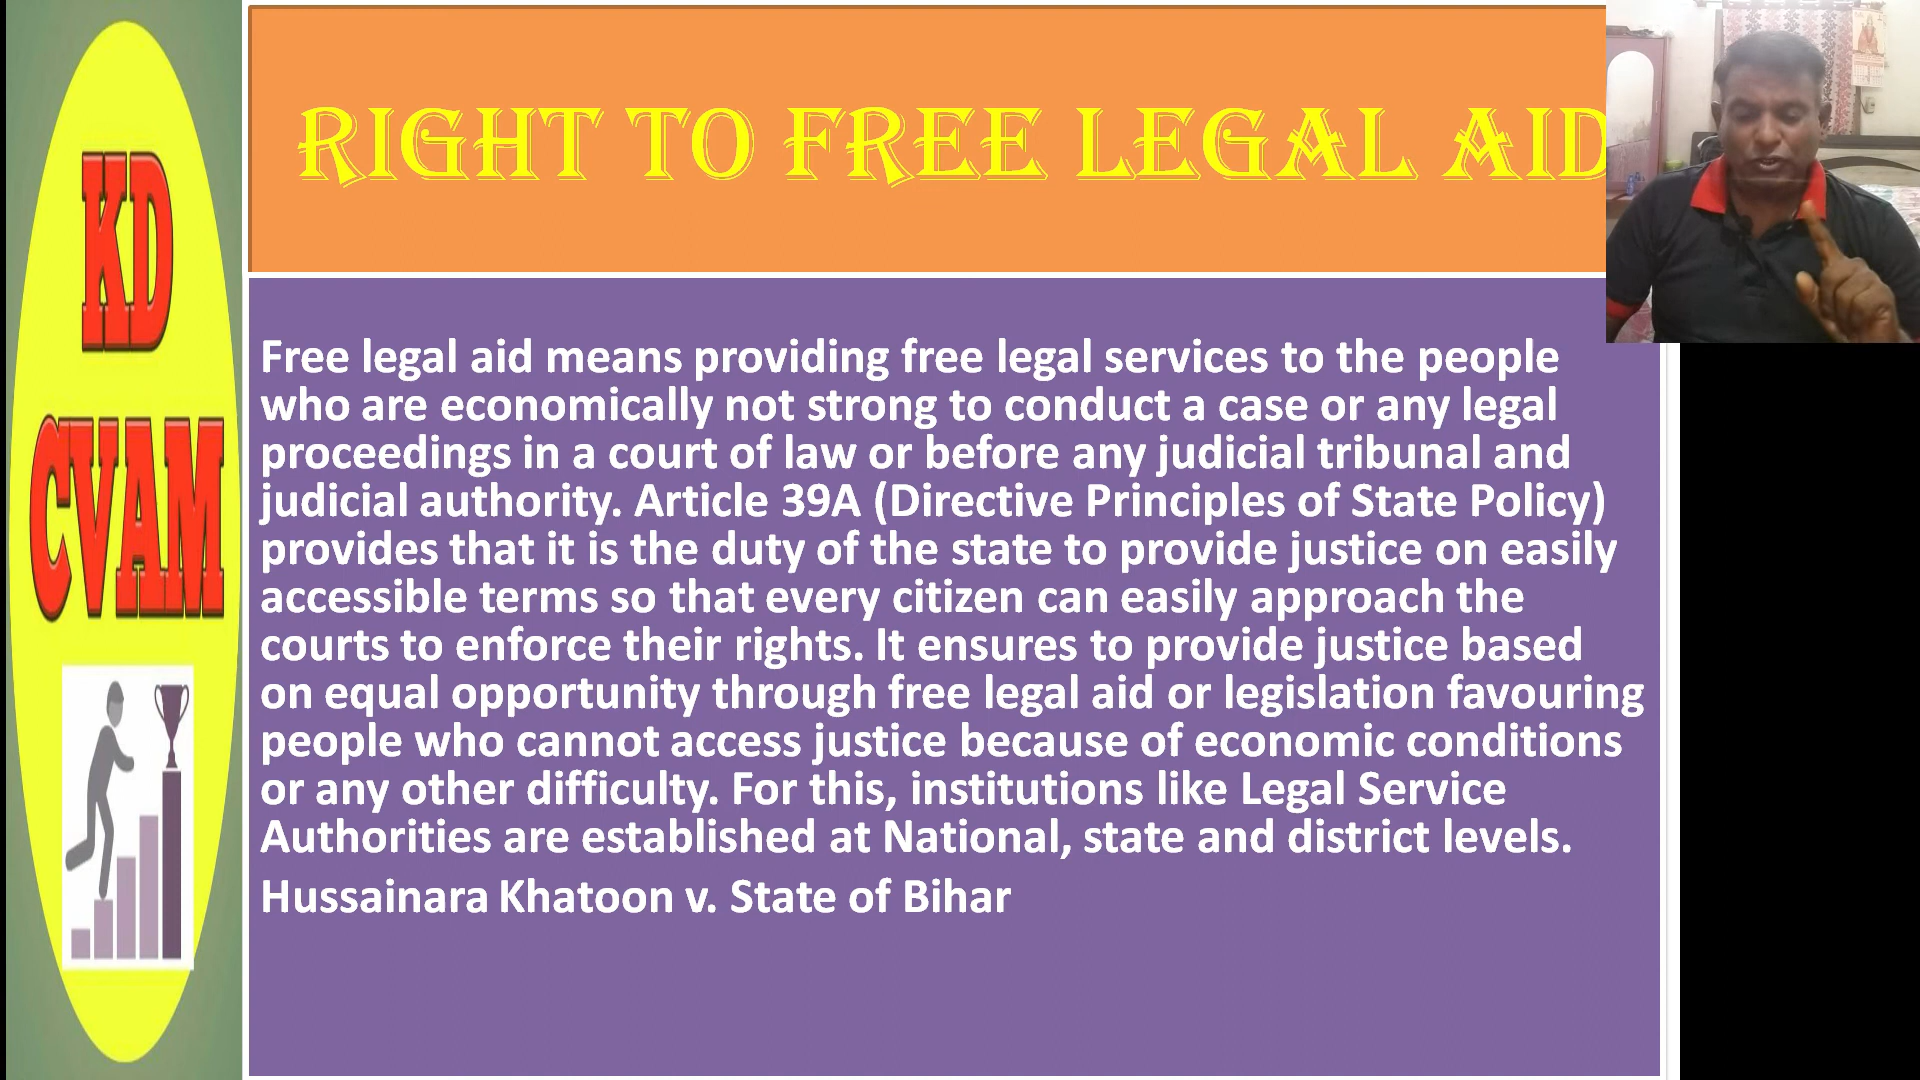 KD
CVAM
RIGHT TO FREE LEGAL AID
Free legal aid means providing free legal services to the people
who are economically not strong to conduct a case or any legal
proceedings in a court of law or before any judicial tribunal and
judicial authority. Article 39A (Directive Principles of State Policy)
provides that it is the duty of the state to provide justice on easily
accessible terms so that every citizen can easily approach the
courts to enforce their rights. It ensures to provide justice based
on equal opportunity through free legal aid or legislation favouring
people who cannot access justice because of economic conditions
or any other difficulty. For this, institutions like Legal Service
Authorities are established at National, state and district levels.
Hussainara Khatoon v. State of Bihar